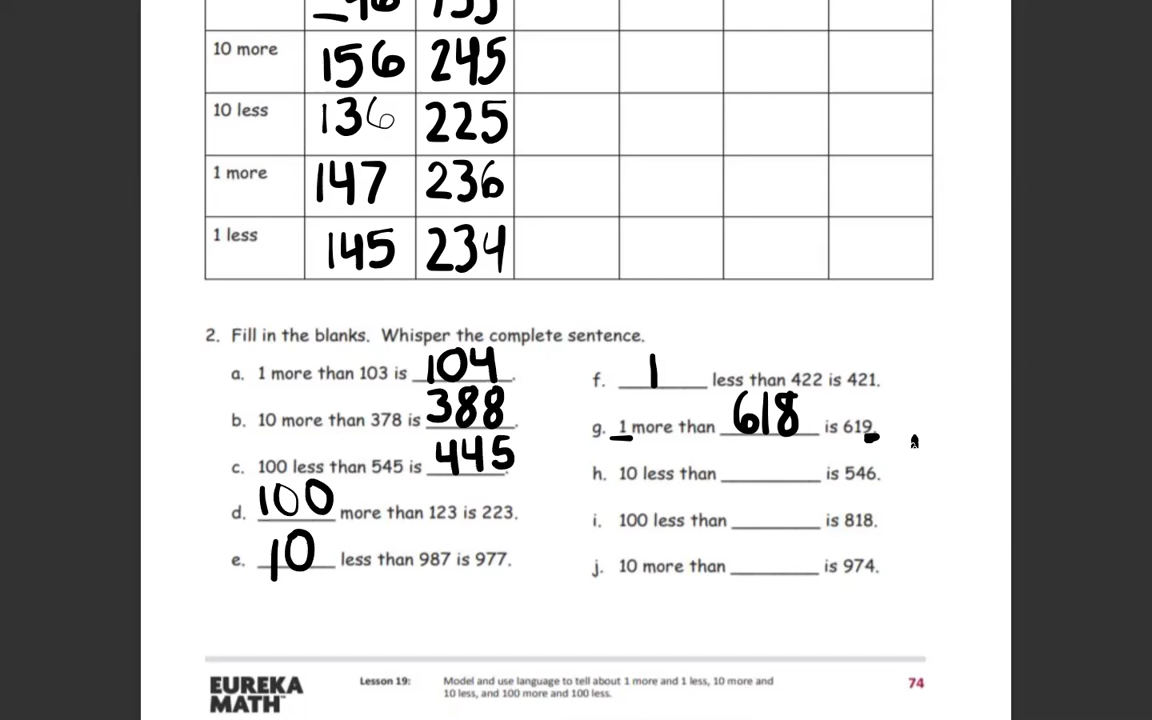 10 more 156 245
10 less 136 225
1 more 147 236
1 less 145 234
2. Fill in the blanks. Whisper the complete sentence.
a. 1 more than 103 is 104.
b. 10 more than 378 is 388.
c. 100 less than 545 is 445.
d. 100 more than 123 is 223.
e. 10 less than 987 is 977.
f. 1 less than 422 is 421.
g. 1 more than 618 is 619.
h. 10 less than ________ is 546.
i. 100 less than ________ is 818.
j. 10 more than ________ is 974.
EUREKA
MATH™
Lesson 19:
Model and use language to tell about 1 more and 1 less, 10 more and
10 less, and 100 more and 100 less.
74